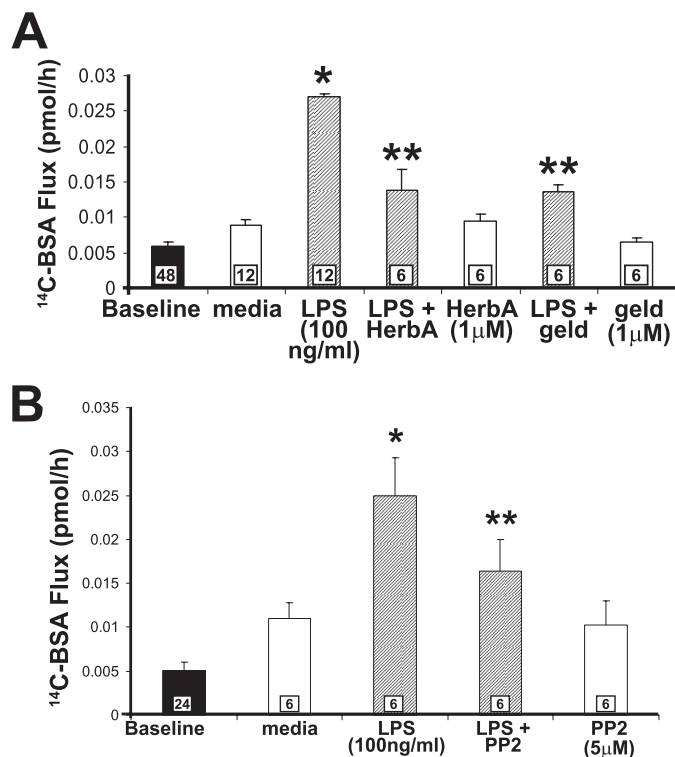 A
¹⁴C-BSA Flux (pmol/h)
0.03
0.025
0.02
0.015
0.01
0.005
0
*
**
**
48
12
12
6
6
6
6
Baseline
media
LPS
(100
ng/ml)
LPS +
HerbA
HerbA
(1μM)
LPS +
geld
geld
(1μM)
B
¹⁴C-BSA Flux (pmol/h)
0.035
0.03
0.025
0.02
0.015
0.01
0.005
0
*
**
24
6
6
6
6
Baseline
media
LPS
(100ng/ml)
LPS +
PP2
PP2
(5μM)